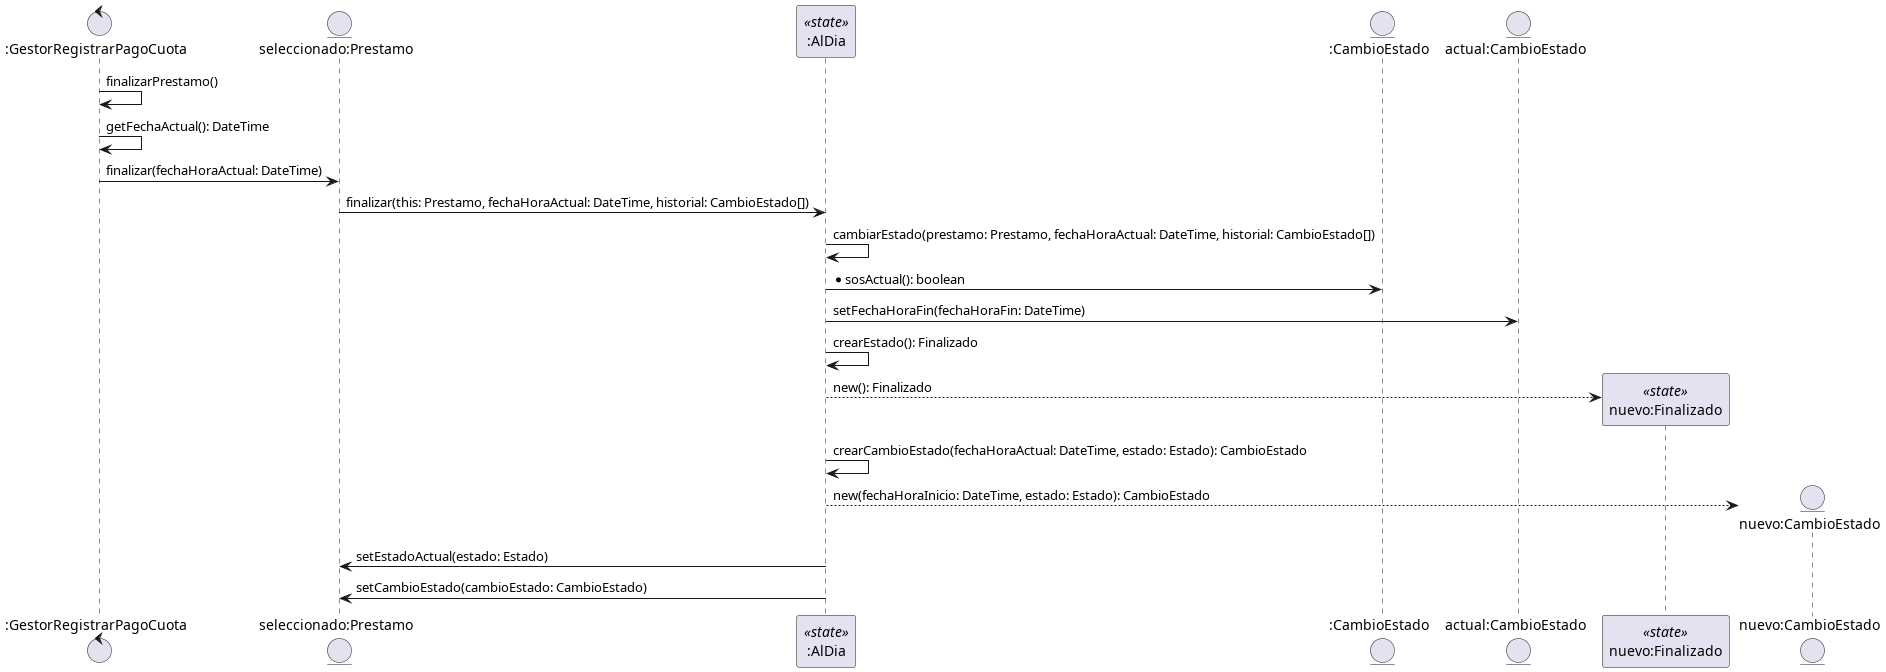 :GestorRegistrarPagoCuota
seleccionado:Prestamo
«state»
:AlDia
:CambioEstado
actual:CambioEstado
finalizarPrestamo()
getFechaActual(): DateTime
finalizar(fechaHoraActual: DateTime)
finalizar(this: Prestamo, fechaHoraActual: DateTime, historial: CambioEstado[])
cambiarEstado(prestamo: Prestamo, fechaHoraActual: DateTime, historial: CambioEstado[])
• sosActual(): boolean
setFechaHoraFin(fechaHoraFin: DateTime)
crearEstado(): Finalizado
new(): Finalizado
«state»
nuevo:Finalizado
crearCambioEstado(fechaHoraActual: DateTime, estado: Estado): CambioEstado
new(fechaHoraInicio: DateTime, estado: Estado): CambioEstado
nuevo:CambioEstado
setEstadoActual(estado: Estado)
setCambioEstado(cambioEstado: CambioEstado)
:GestorRegistrarPagoCuota
seleccionado:Prestamo
«state»
:AlDia
:CambioEstado
actual:CambioEstado
«state»
nuevo:Finalizado
nuevo:CambioEstado